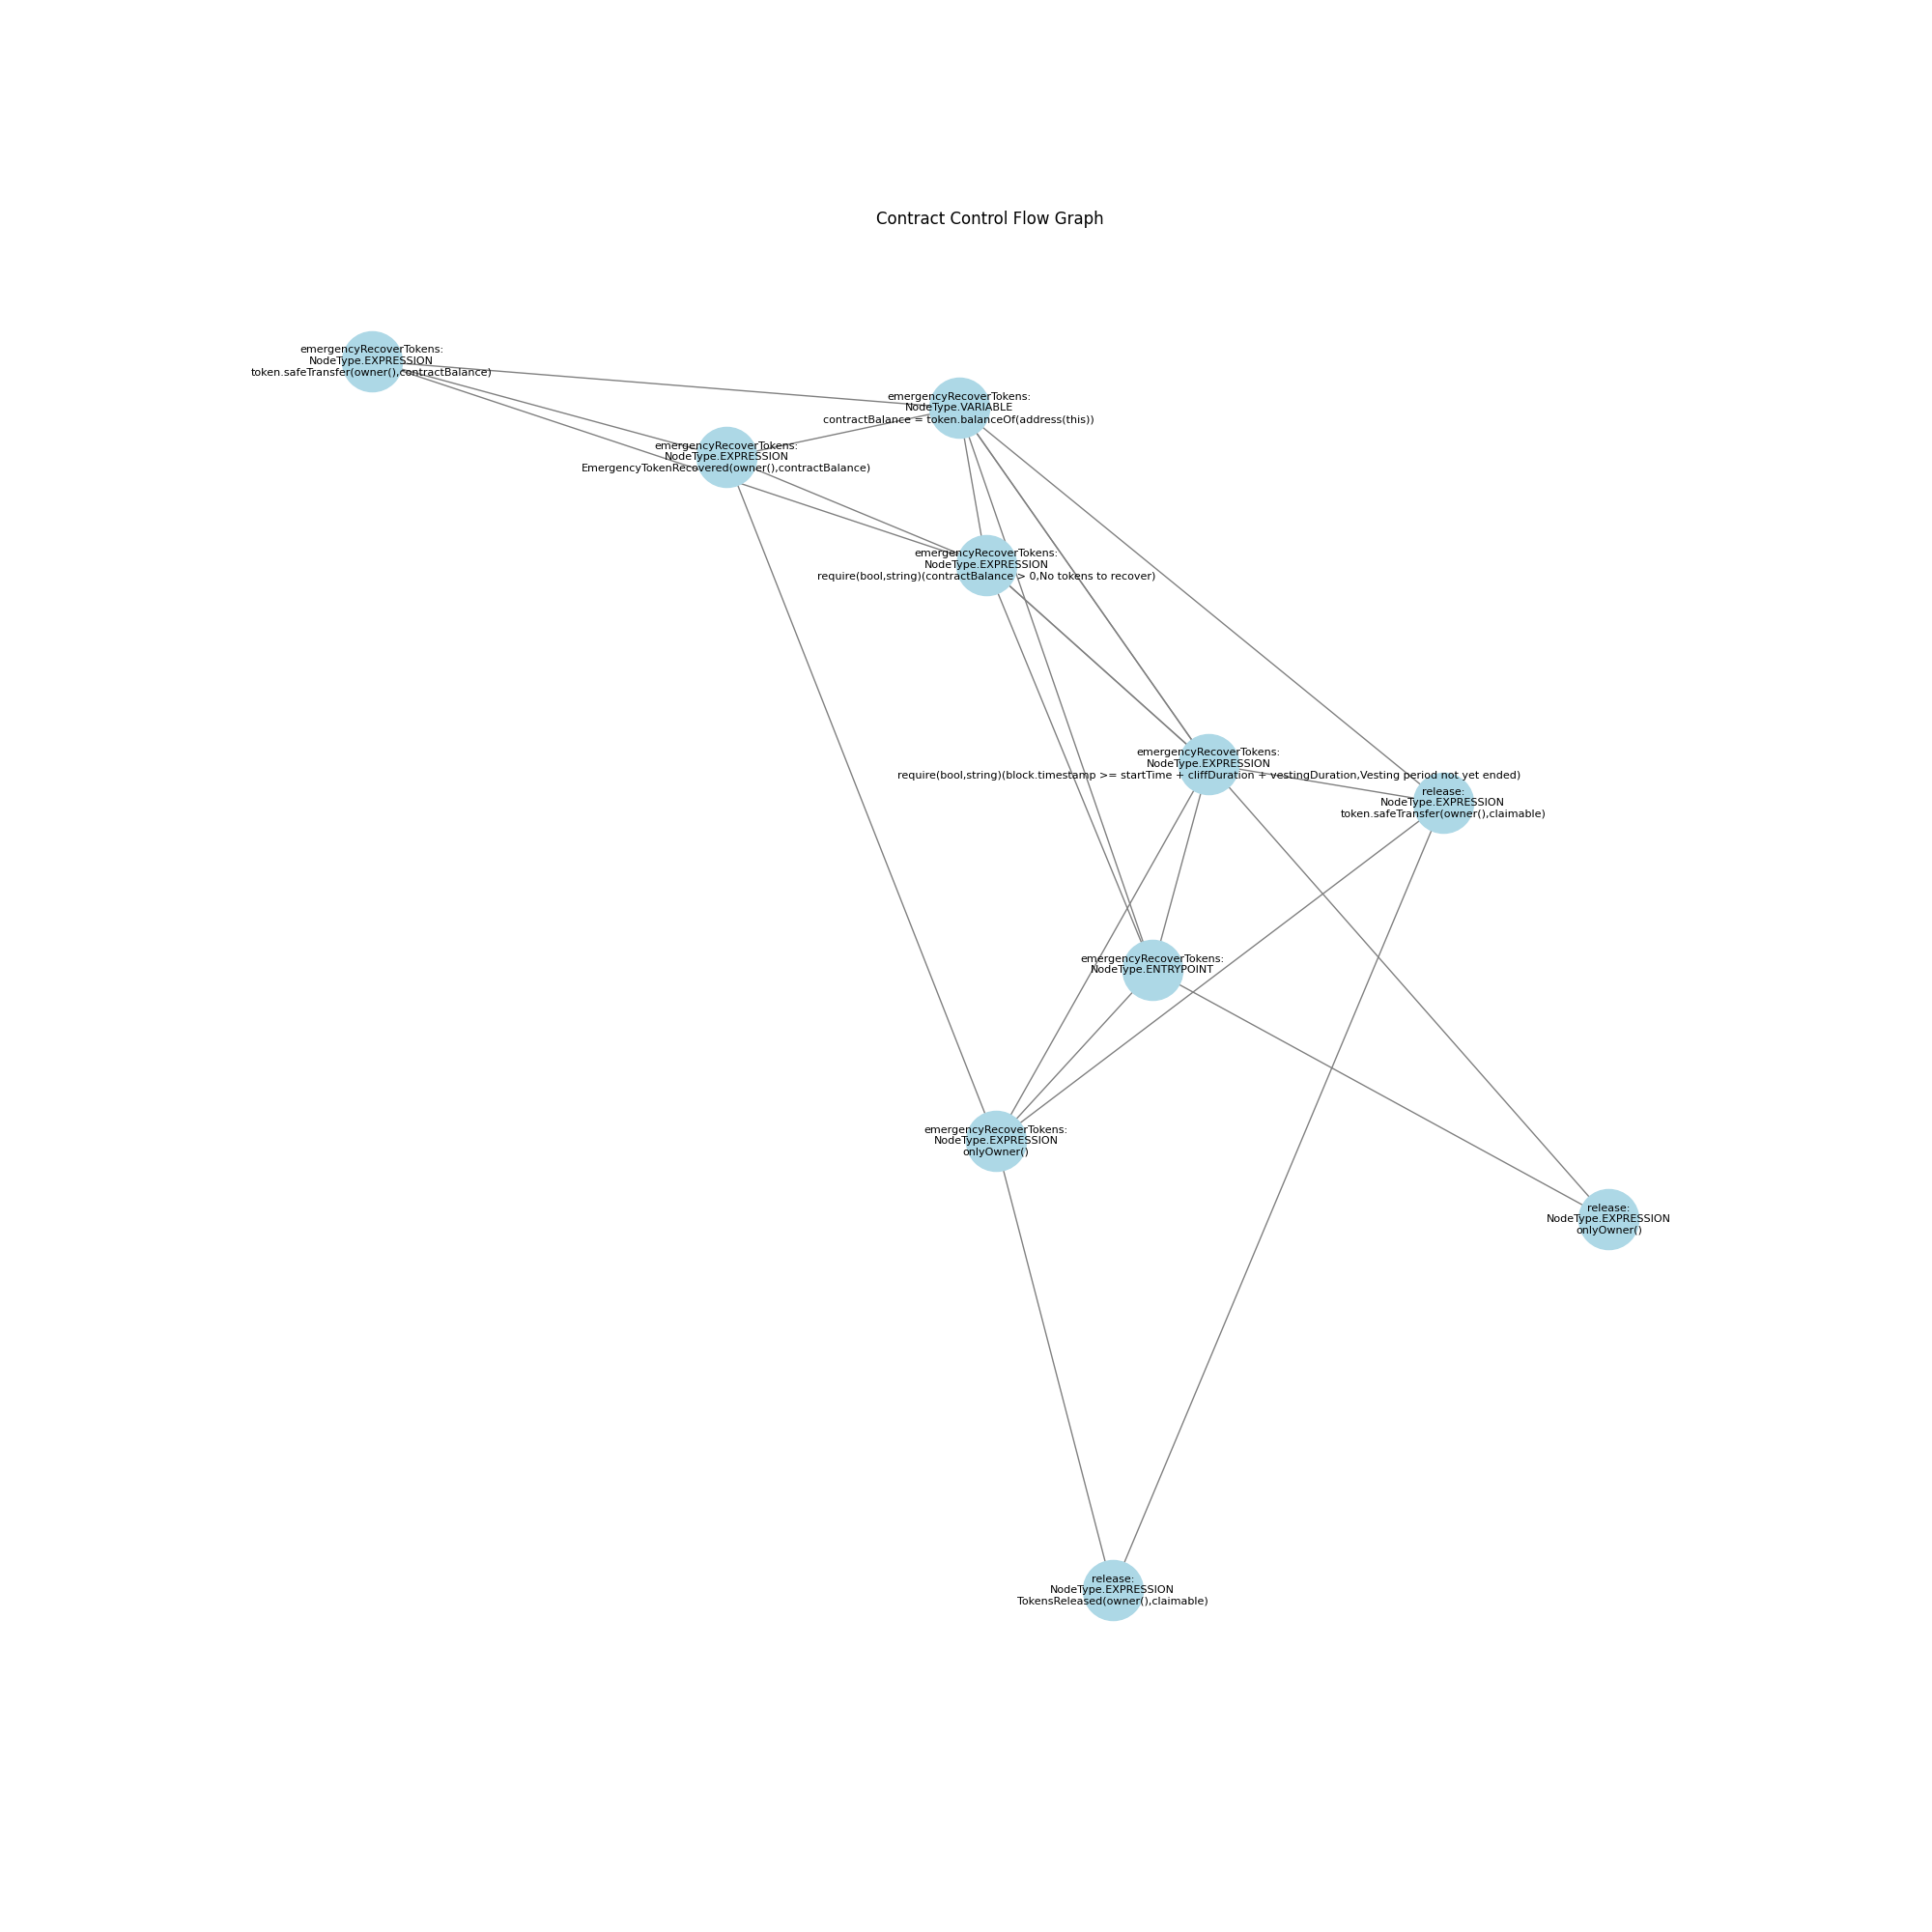 Contract Control Flow Graph
emergencyRecoverTokens:
NodeType.EXPRESSION
token.safeTransfer(owner(),contractBalance)
emergencyRecoverTokens:
NodeType.VARIABLE
contractBalance = token.balanceOf(address(this))
emergencyRecoverTokens:
NodeType.EXPRESSION
EmergencyTokenRecovered(owner(),contractBalance)
emergencyRecoverTokens:
NodeType.EXPRESSION
require(bool,string)(contractBalance > 0,No tokens to recover)
emergencyRecoverTokens:
NodeType.EXPRESSION
require(bool,string)(block.timestamp >= startTime + cliffDuration + vestingDuration,Vesting period not yet ended)
release:
NodeType.EXPRESSION
token.safeTransfer(owner(),claimable)
emergencyRecoverTokens:
NodeType.ENTRYPOINT
emergencyRecoverTokens:
NodeType.EXPRESSION
onlyOwner()
release:
NodeType.EXPRESSION
onlyOwner()
release:
NodeType.EXPRESSION
TokensReleased(owner(),claimable)